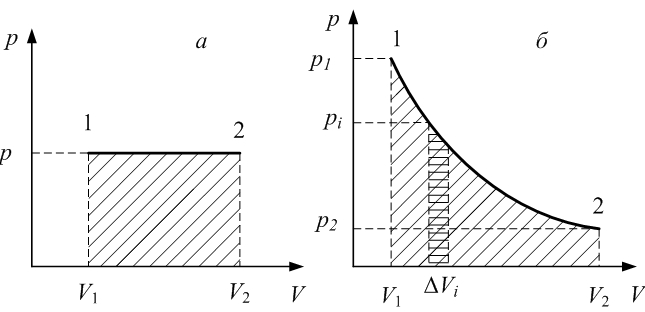 p
а
1
2
p
V₁
V₂
V
p
б
1
p₁
pᵢ
p₂
2
V₁
ΔVᵢ
V₂
V